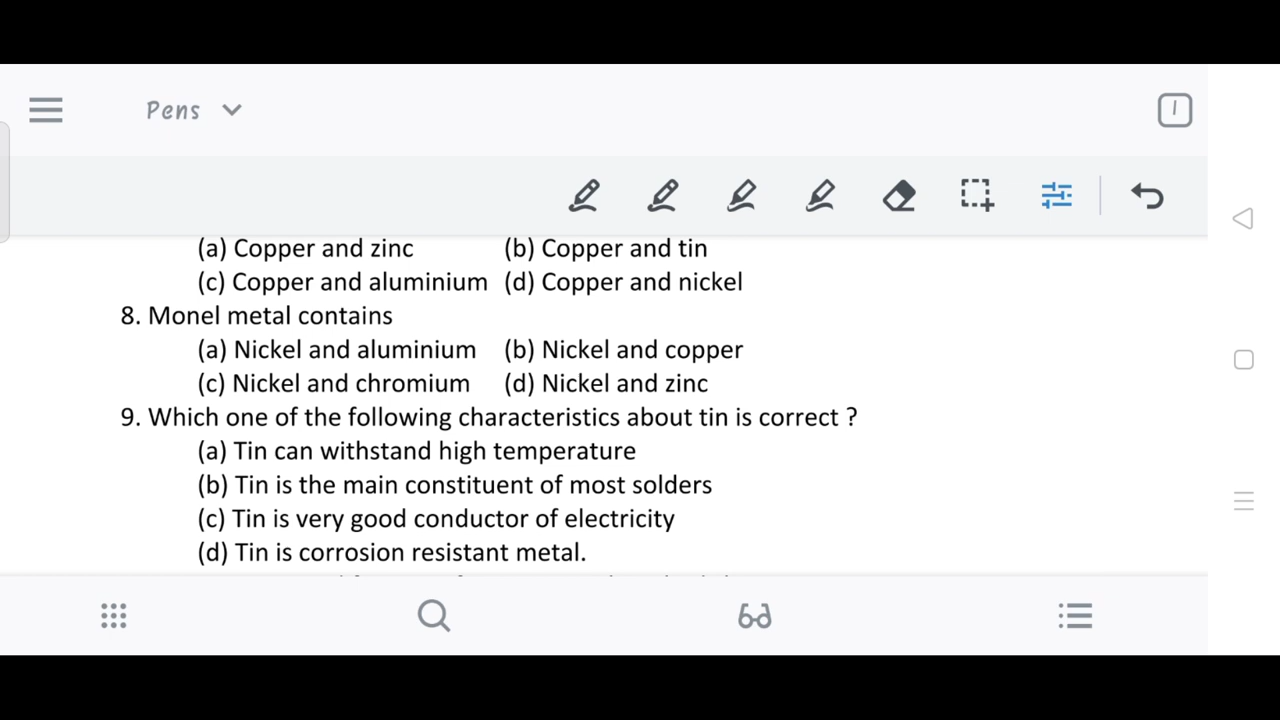 Pens
(a) Copper and zinc (b) Copper and tin
(c) Copper and aluminium (d) Copper and nickel
8. Monel metal contains
(a) Nickel and aluminium (b) Nickel and copper
(c) Nickel and chromium (d) Nickel and zinc
9. Which one of the following characteristics about tin is correct ?
(a) Tin can withstand high temperature
(b) Tin is the main constituent of most solders
(c) Tin is very good conductor of electricity
(d) Tin is corrosion resistant metal.